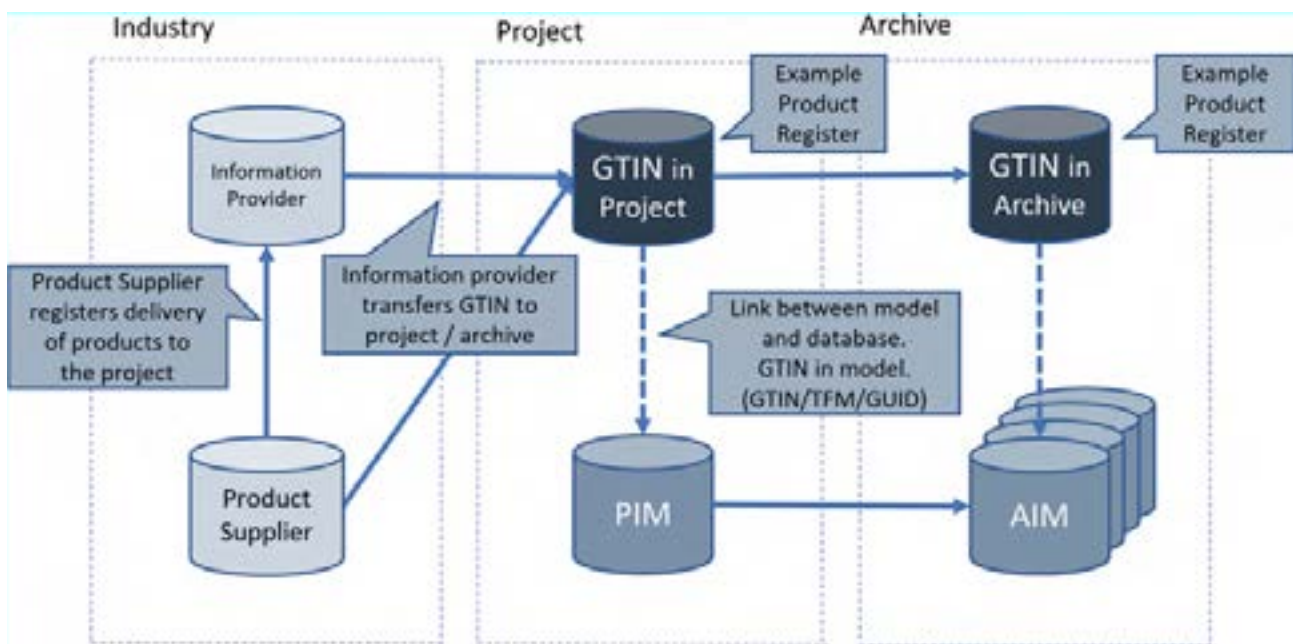 Industry
Project
Archive
Example
Product
Register
Example
Product
Register
Information
Provider
GTIN in
Project
GTIN in
Archive
Product Supplier
registers delivery
of products to
the project
Information provider
transfers GTIN to
project / archive
Link between model
and database.
GTIN in model.
(GTIN/TFM/GUID)
Product
Supplier
PIM
AIM